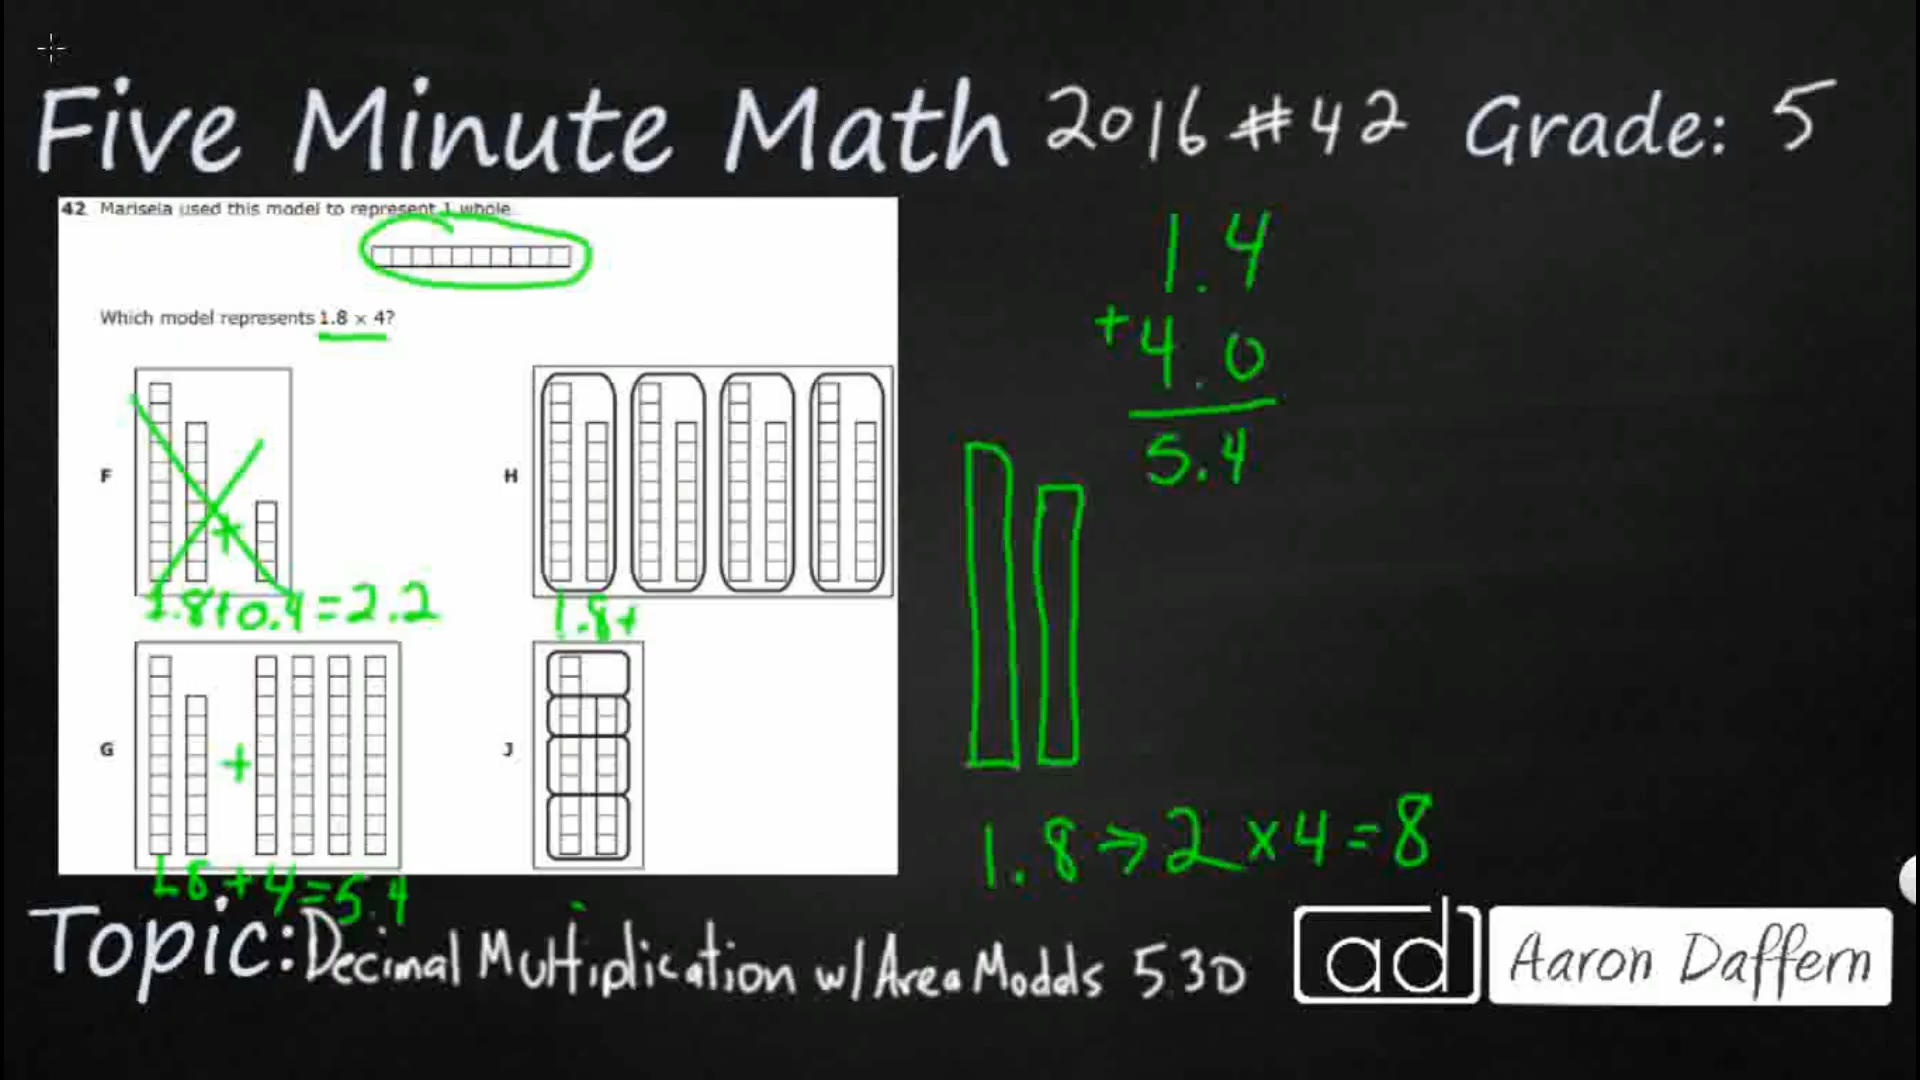 Five Minute Math 2016 #42 Grade: 5
42 Marisela used this model to represent 1 whole.
Which model represents 1.8 × 4?
F
1.8+0.4=2.2
H
1.8+
G
+
1.8+4=5.4
J
1.4
+4.0
5.4
1.8→2×4=8
Topic: Decimal Multiplication w/ Area Models 5.3D
ad Aaron Daffern